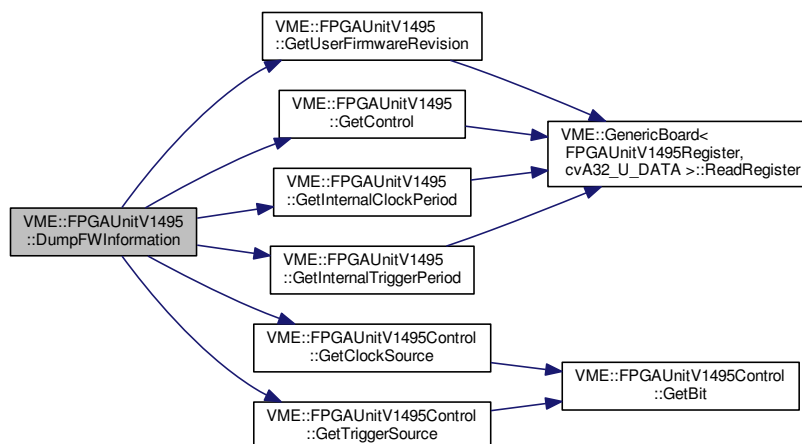 VME::FPGAUnitV1495
::GetUserFirmwareRevision
VME::FPGAUnitV1495
::GetControl
VME::GenericBoard<
FPGAUnitV1495Register,
cvA32_U_DATA >::ReadRegister
VME::FPGAUnitV1495
::GetInternalClockPeriod
VME::FPGAUnitV1495
::DumpFWInformation
VME::FPGAUnitV1495
::GetInternalTriggerPeriod
VME::FPGAUnitV1495Control
::GetClockSource
VME::FPGAUnitV1495Control
::GetBit
VME::FPGAUnitV1495Control
::GetTriggerSource